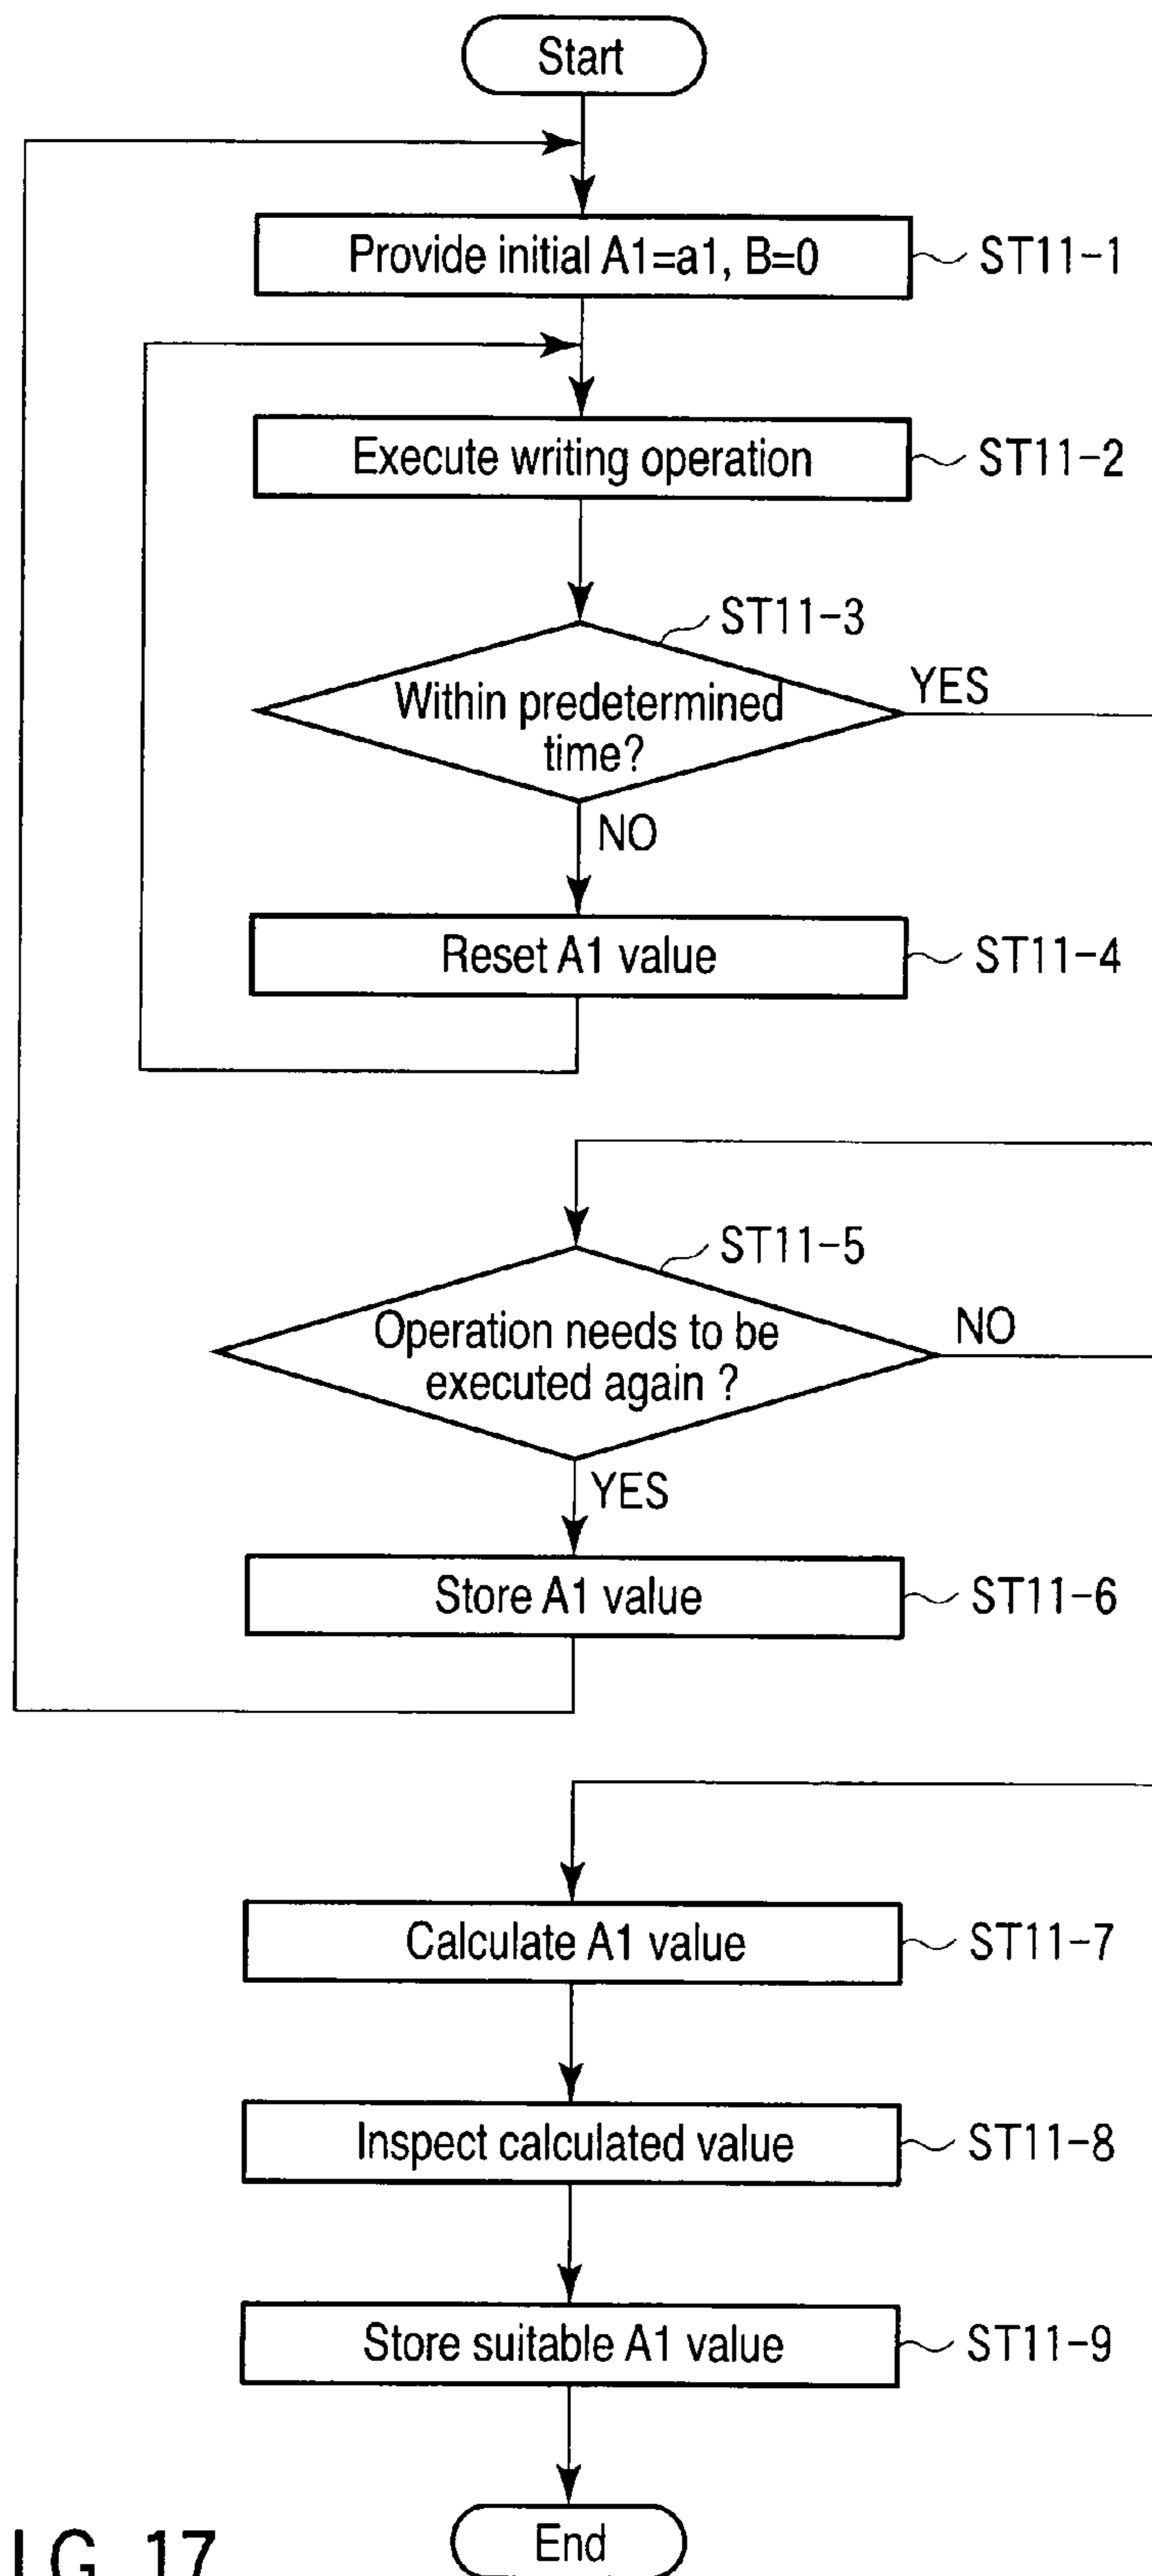 Start
Provide initial A1=a1, B=0
ST11-1
Execute writing operation
ST11-2
ST11-3
Within predetermined
time?
YES
NO
Reset A1 value
ST11-4
ST11-5
Operation needs to be
executed again ?
NO
YES
Store A1 value
ST11-6
Calculate A1 value
ST11-7
Inspect calculated value
ST11-8
Store suitable A1 value
ST11-9
End
IG. 17